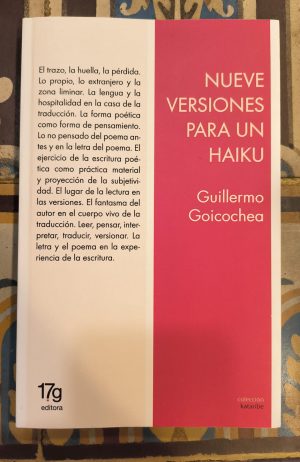 El trazo, la huella, la pérdida.
Lo propio, lo extranjero y la
zona liminar. La lengua y la
hospitalidad en la casa de la
traducción. La forma poética
como forma de pensamiento.
Lo no pensado del poema an-
tes y en la letra del poema. El
ejercicio de la escritura poé-
tica como práctica material
y proyección de la subjetivi-
dad. El lugar de la lectura en
las versiones. El fantasma del
autor en el cuerpo vivo de la
traducción. Leer, pensar, inter-
pretar, traducir, versionar. La
letra y el poema en la expe-
riencia de la escritura.
NUEVE
VERSIONES
PARA UN
HAIKU
Guillermo
Goicochea
17g
editora
colección
kataribe